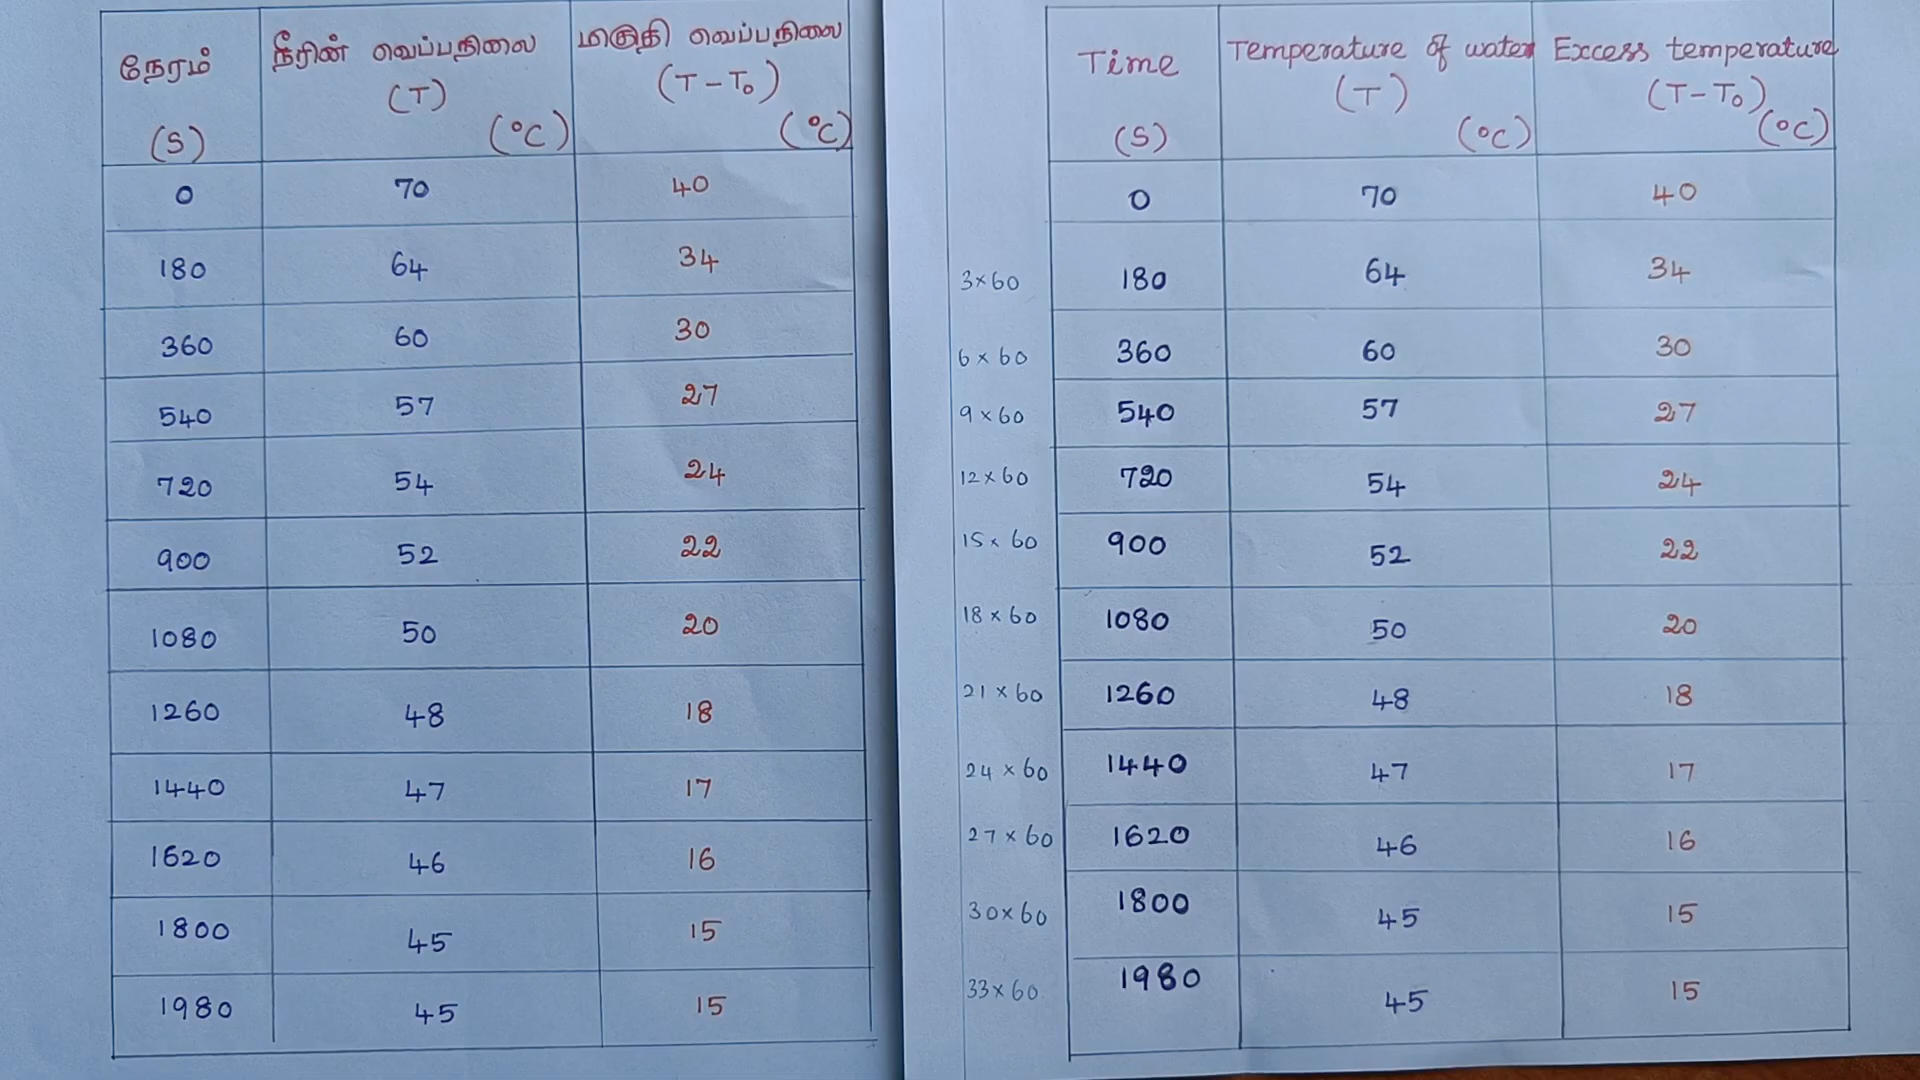 நேரம் (S) நீரின் வெப்பநிலை (T) (°C) மிகுதி வெப்பநிலை (T-T₀) (°C)
0 70 40
180 64 34
360 60 30
540 57 27
720 54 24
900 52 22
1080 50 20
1260 48 18
1440 47 17
1620 46 16
1800 45 15
1980 45 15
Time (S) Temperature of water (T) (°C) Excess temperature (T-T₀) (°C)
0 70 40
3×60 180 64 34
6×60 360 60 30
9×60 540 57 27
12×60 720 54 24
15×60 900 52 22
18×60 1080 50 20
21×60 1260 48 18
24×60 1440 47 17
27×60 1620 46 16
30×60 1800 45 15
33×60 1980 45 15